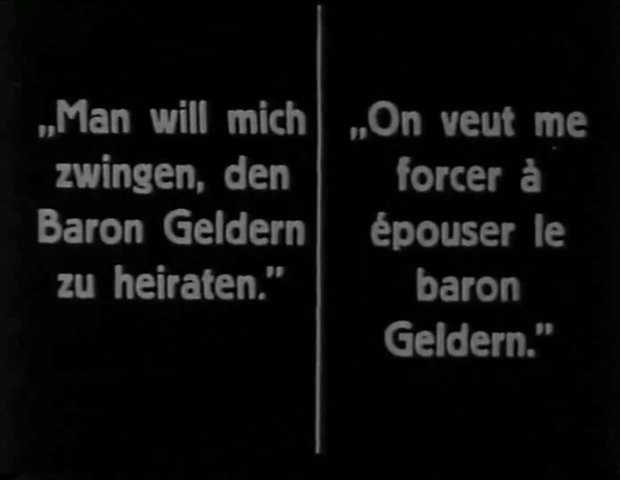 „Man will mich
zwingen, den
Baron Geldern
zu heiraten."
„On veut me
forcer à
épouser le
baron
Geldern."